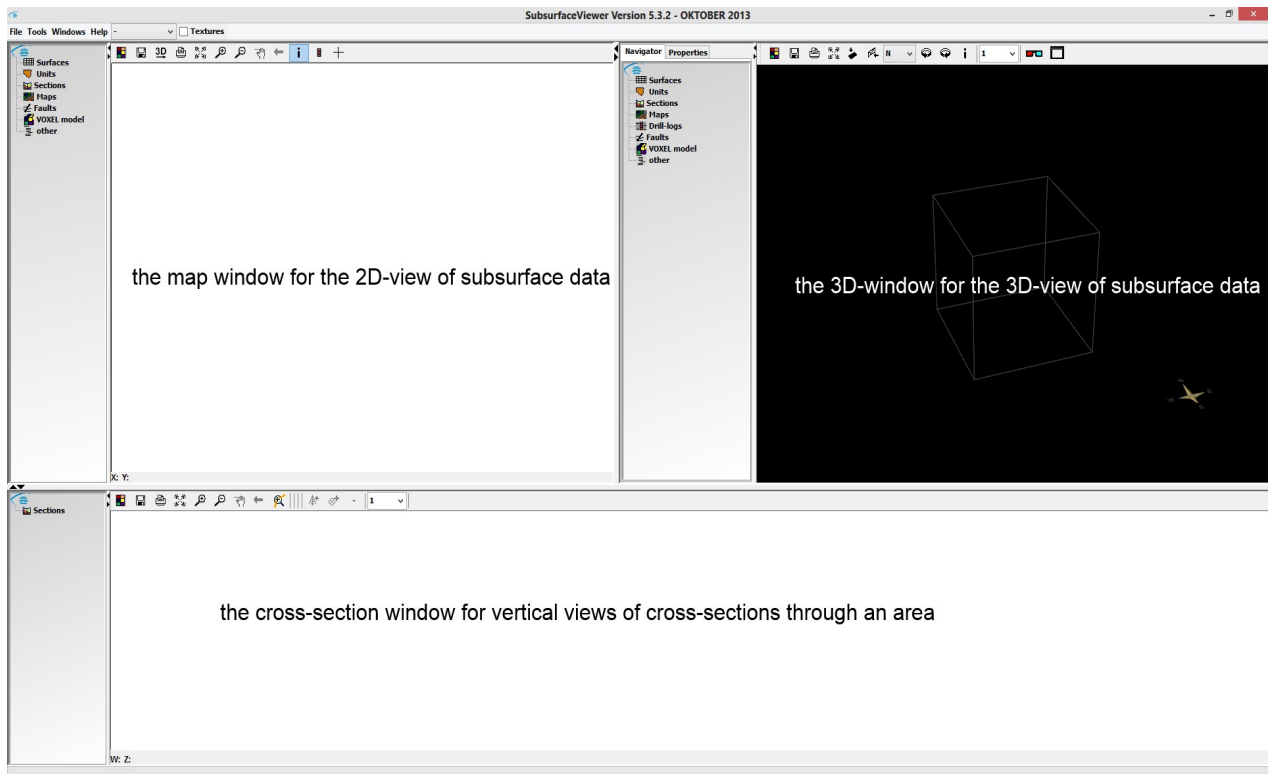 SubsurfaceViewer Version 5.3.2 - OKTOBER 2013
File Tools Windows Help - Textures
Surfaces
Units
Sections
Maps
Faults
VOXEL model
other
3D i
the map window for the 2D-view of subsurface data
X: Y:
Navigator Properties
Surfaces
Units
Sections
Maps
Drill-logs
Faults
VOXEL model
other
N i 1
the 3D-window for the 3D-view of subsurface data
Sections
- 1
the cross-section window for vertical views of cross-sections through an area
W: Z: